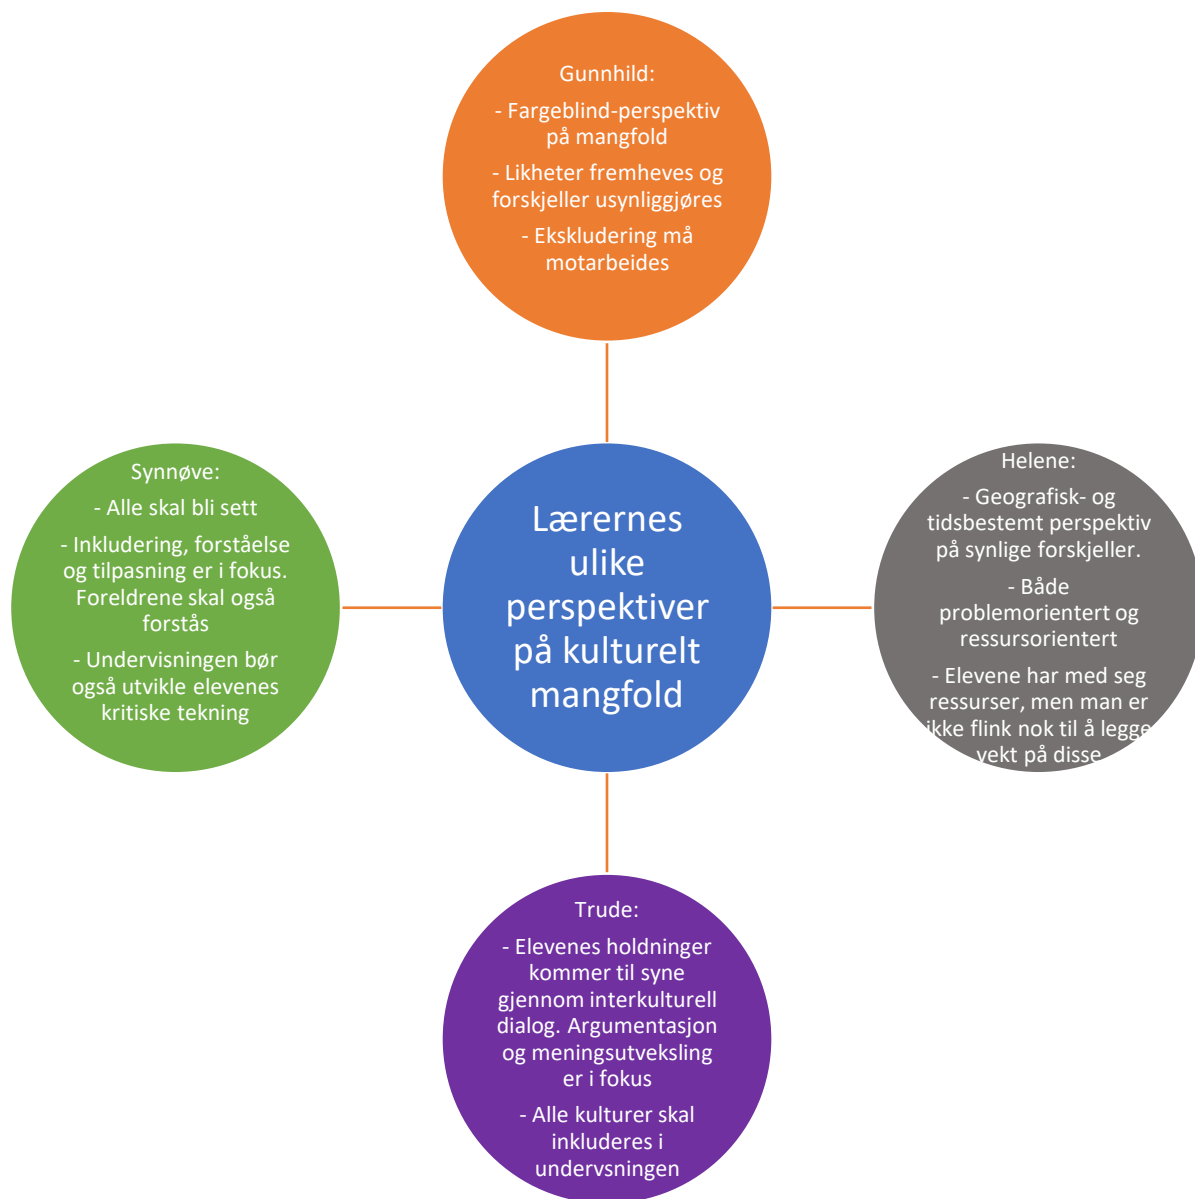 Gunnhild:
- Fargeblind-perspektiv
på mangfold
- Likheter fremheves og
forskjeller usynliggjøres
- Ekskludering må
motarbeides
Synnøve:
- Alle skal bli sett
- Inkludering, forståelse
og tilpasning er i fokus.
Foreldrene skal også
forstås
- Undervisningen bør
også utvikle elevenes
kritiske tekning
Lærernes
ulike
perspektiver
på kulturelt
mangfold
Helene:
- Geografisk- og
tidsbestemt perspektiv
på synlige forskjeller.
- Både
problemorientert og
ressursorientert
- Elevene har med seg
ressurser, men man er
ikke flink nok til å legge
vekt på disse
Trude:
- Elevenes holdninger
kommer til syne
gjennom interkulturell
dialog. Argumentasjon
og meningsutveksling
er i fokus
- Alle kulturer skal
inkluderes i
undervsningen